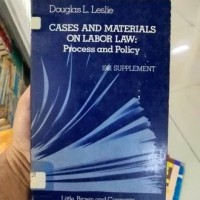 Douglas L. Leslie
CASES AND MATERIALS
ON LABOR LAW:
Process and Policy
SUPPLEMENT
Little, Brown and Company